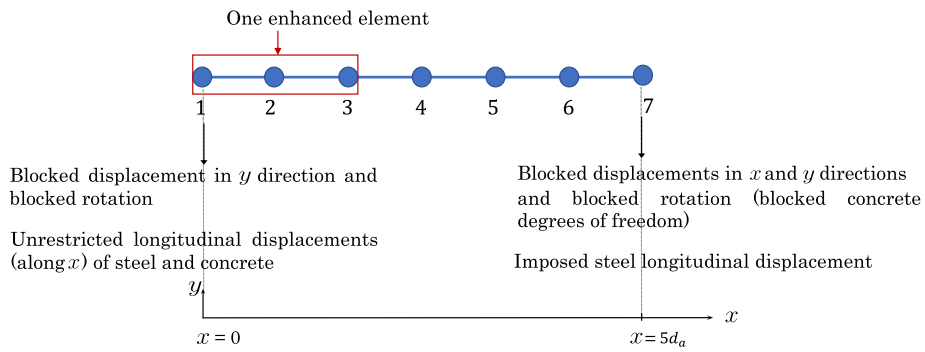 One enhanced element
1 2 3 4 5 6 7
Blocked displacement in y direction and
blocked rotation
Unrestricted longitudinal displacements
(along x) of steel and concrete
Blocked displacements in x and y directions
and blocked rotation (blocked concrete
degrees of freedom)
Imposed steel longitudinal displacement
y
x
x = 0
x = 5dₐ